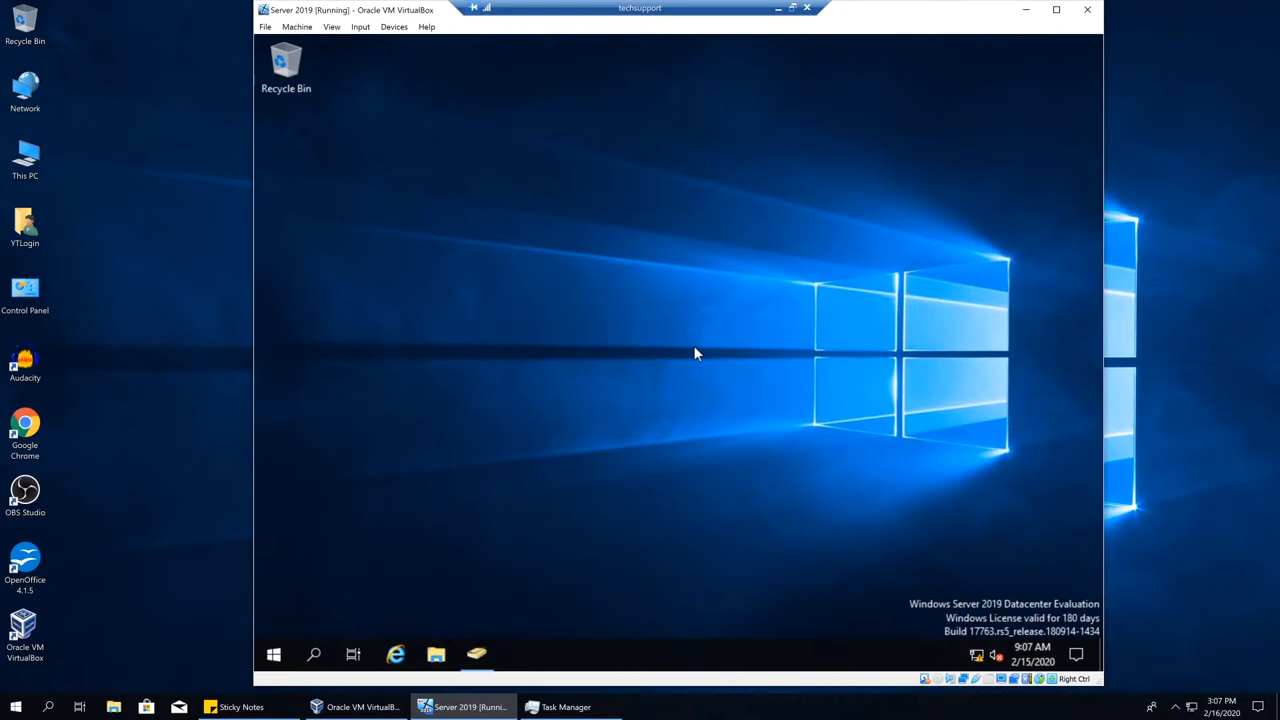 Server 2019 [Running] - Oracle VM VirtualBox
techsupport
File Machine View Input Devices Help
Recycle Bin
Network
This PC
YTLogin
Control Panel
Audacity
Google
Chrome
OBS Studio
OpenOffice
4.1.5
Oracle VM
VirtualBox
Recycle Bin
Windows Server 2019 Datacenter Evaluation
Windows License valid for 180 days
Build 17763.rs5_release.180914-1434
9:07 AM
2/15/2020
Right Ctrl
Sticky Notes
Oracle VM VirtualB...
Server 2019 [Runni...
Task Manager
3:07 PM
2/16/2020